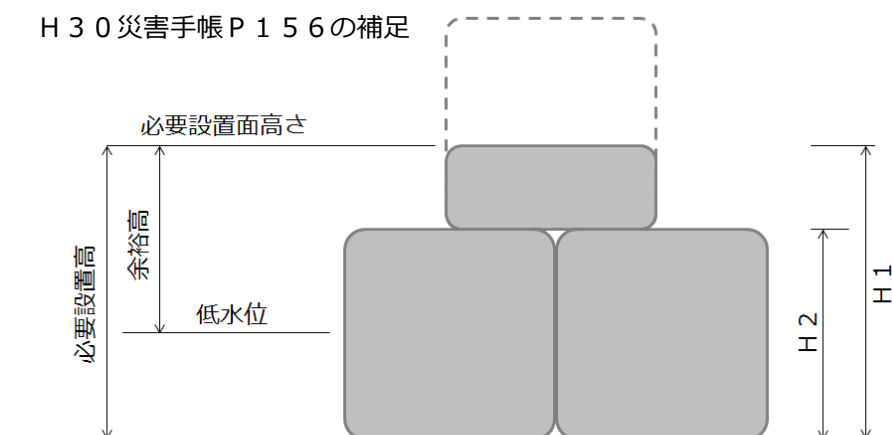 H30災害手帳P156の補足
必要設置面高さ
余裕高
必要設置高
低水位
H2
H1